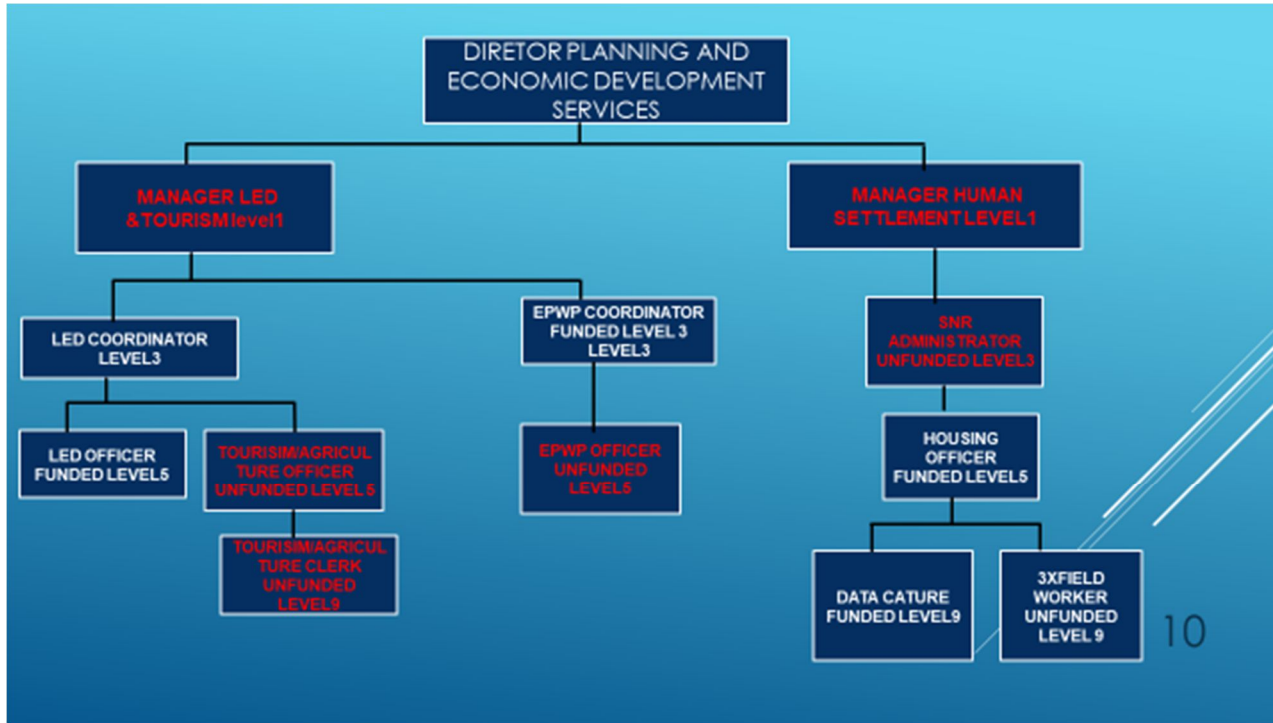 DIRETOR PLANNING AND
ECONOMIC DEVELOPMENT
SERVICES
MANAGER LED
& TOURISM level1
MANAGER HUMAN
SETTLEMENT LEVEL1
LED COORDINATOR
LEVEL3
EPWP COORDINATOR
FUNDED LEVEL 3
LEVEL3
SNR
ADMINISTRATOR
UNFUNDED LEVEL3
LED OFFICER
FUNDED LEVEL5
TOURISIM/AGRICUL
TURE OFFICER
UNFUNDED LEVEL 5
EPWP OFFICER
UNFUNDED
LEVEL5
HOUSING
OFFICER
FUNDED LEVEL5
TOURISIM/AGRICUL
TURE CLERK
UNFUNDED
LEVEL9
DATA CATURE
FUNDED LEVEL9
3XFIELD
WORKER
UNFUNDED
LEVEL 9
10